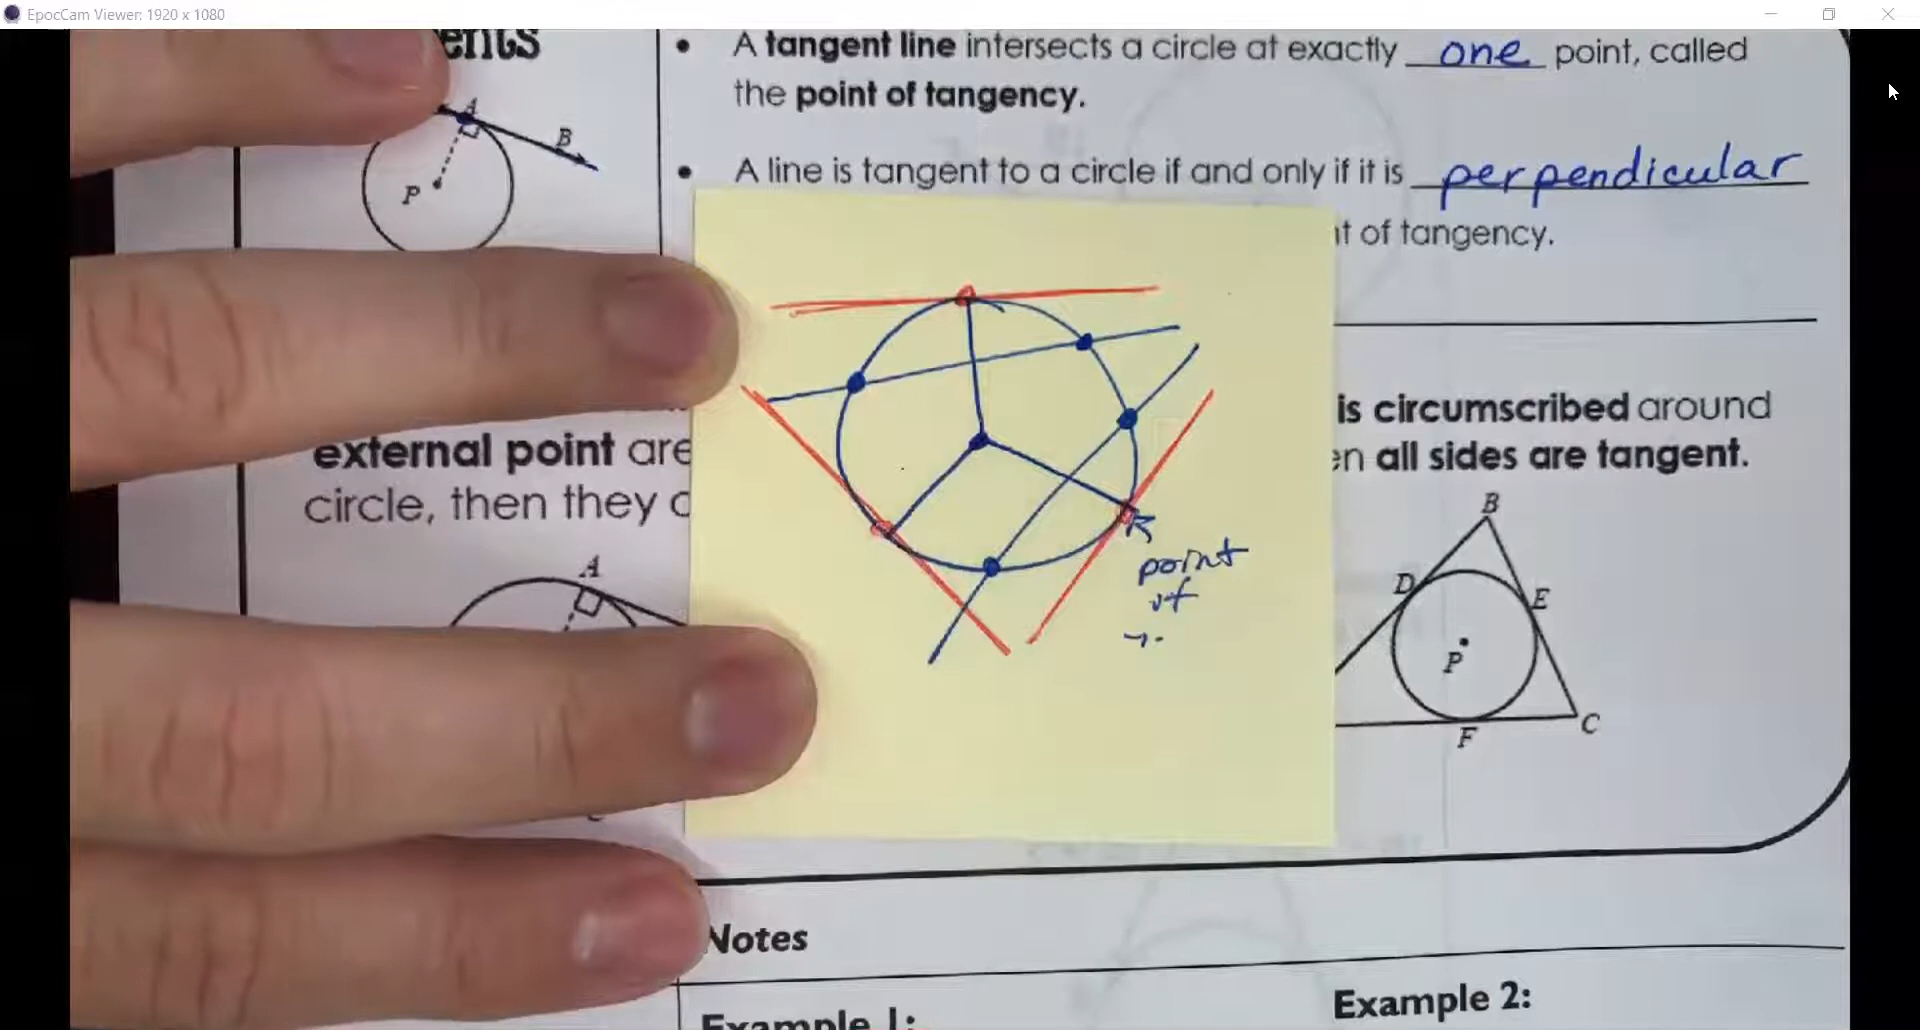 EpocCam Viewer: 1920 x 1080
ents
A tangent line intersects a circle at exactly one point, called
the point of tangency.
A line is tangent to a circle if and only if it is perpendicular
of tangency.
A
B
P
external point are
circle, then they
A
point
of
is circumscribed around
all sides are tangent.
B
D
E
P
F
C
Notes
Example 1:
Example 2: